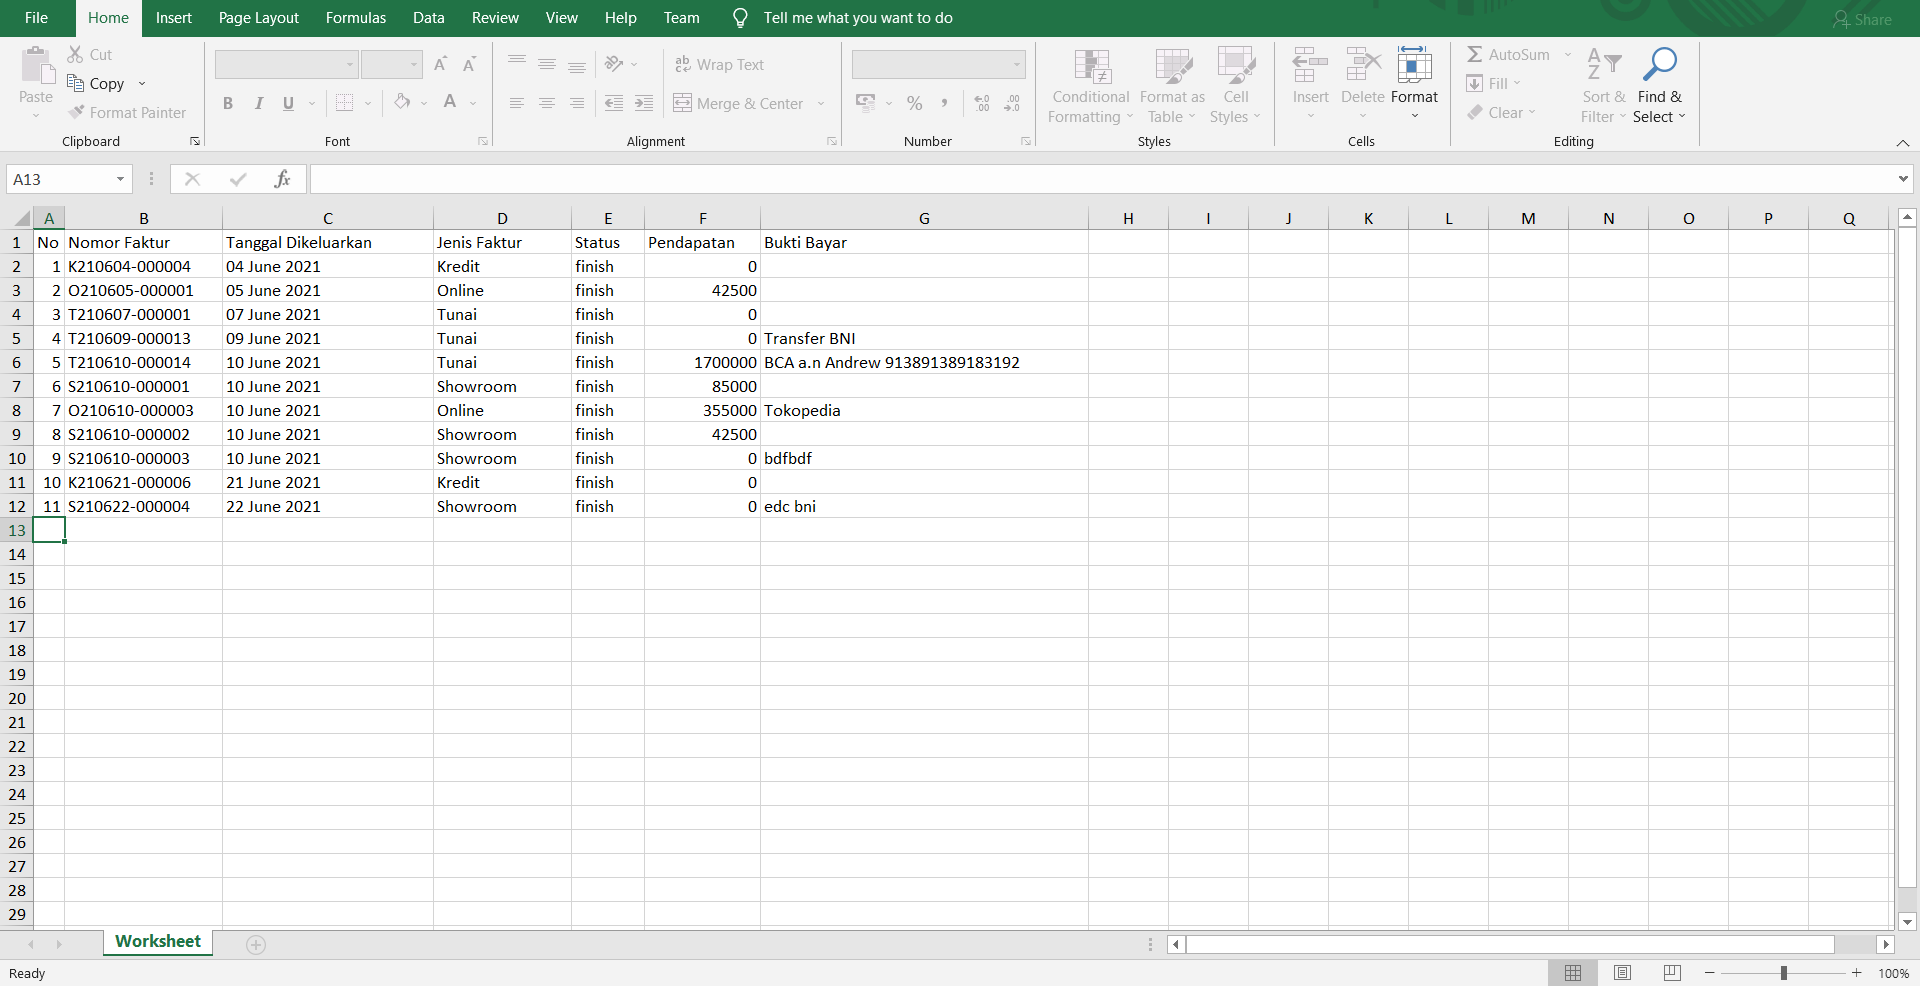 File Home Insert Page Layout Formulas Data Review View Help Team Tell me what you want to do Share
Paste
Cut
Copy
Format Painter
Clipboard
B I U A A A
Font
Wrap Text
Merge & Center
Alignment
% ,
Number
Conditional Formatting
Format as Table
Cell Styles
Styles
Insert
Delete
Format
Cells
AutoSum
Fill
Clear
Sort & Filter
Find & Select
Editing
A13 fx
A B C D E F G H I J K L M N O P Q
1 No Nomor Faktur Tanggal Dikeluarkan Jenis Faktur Status Pendapatan Bukti Bayar
2 1 K210604-000004 04 June 2021 Kredit finish 0
3 2 O210605-000001 05 June 2021 Online finish 42500
4 3 T210607-000001 07 June 2021 Tunai finish 0
5 4 T210609-000013 09 June 2021 Tunai finish 0 Transfer BNI
6 5 T210610-000014 10 June 2021 Tunai finish 1700000 BCA a.n Andrew 913891389183192
7 6 S210610-000001 10 June 2021 Showroom finish 85000
8 7 O210610-000003 10 June 2021 Online finish 355000 Tokopedia
9 8 S210610-000002 10 June 2021 Showroom finish 42500
10 9 S210610-000003 10 June 2021 Showroom finish 0 bdfbdf
11 10 K210621-000006 21 June 2021 Kredit finish 0
12 11 S210622-000004 22 June 2021 Showroom finish 0 edc bni
13
14
15
16
17
18
19
20
21
22
23
24
25
26
27
28
29
Worksheet
Ready 100%